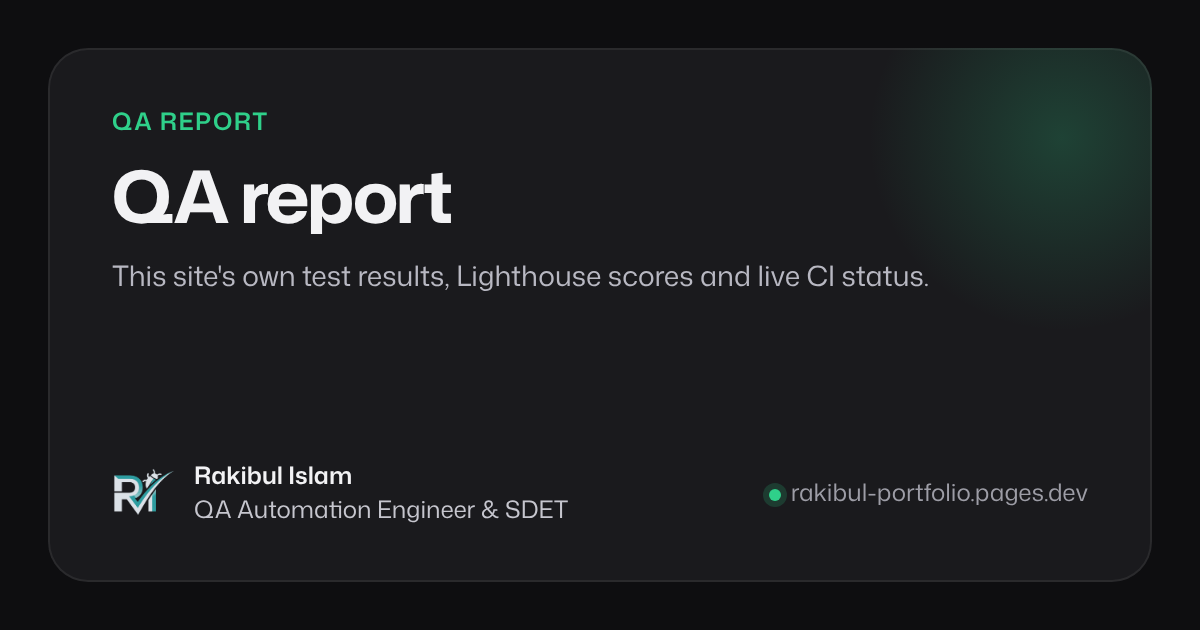 QA REPORT
QA report
This site's own test results, Lighthouse scores and live CI status.
Rakibul Islam
QA Automation Engineer & SDET
rakibul-portfolio.pages.dev